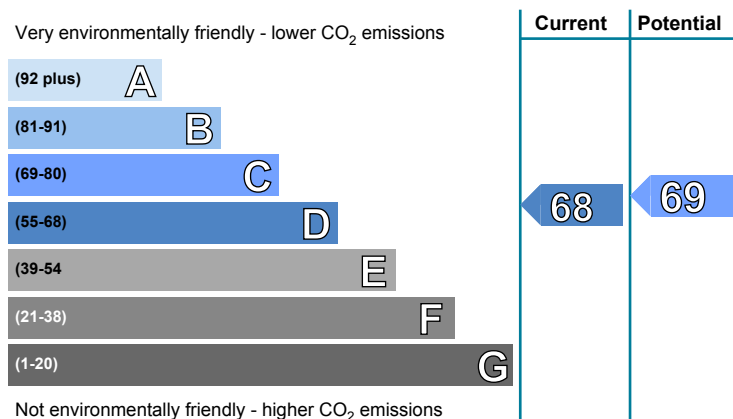 Current Potential
Very environmentally friendly - lower CO₂ emissions
(92 plus) A
(81-91) B
(69-80) C
(55-68) D
(39-54 E
(21-38) F
(1-20) G
68 69
Not environmentally friendly - higher CO₂ emissions